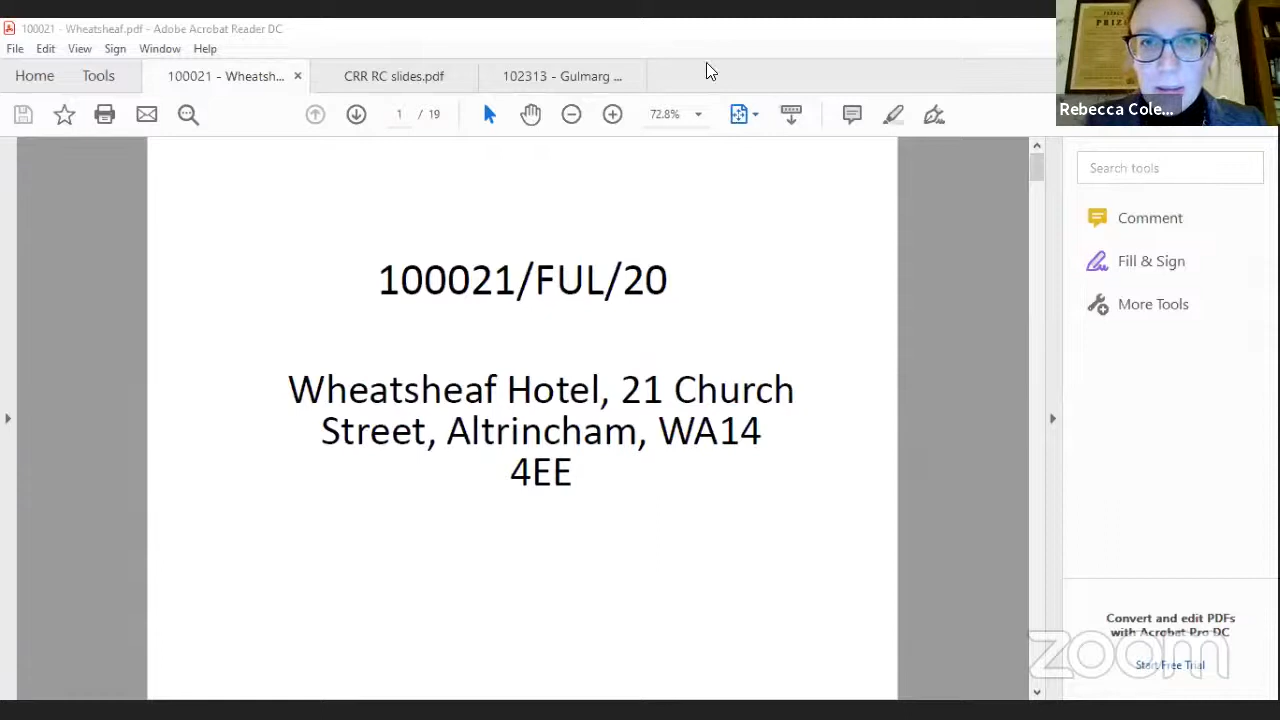 100021 - Wheatsheaf.pdf - Adobe Acrobat Reader DC
File Edit View Sign Window Help
Home Tools 100021 - Wheatsh... × CRR RC slides.pdf 102313 - Gulmarg ...
1 / 19 72.8%
Rebecca Cole...
Search tools
Comment
Fill & Sign
More Tools
100021/FUL/20
Wheatsheaf Hotel, 21 Church
Street, Altrincham, WA14
4EE
Convert and edit PDFs
with Acrobat Pro DC
Start Free Trial
zoom